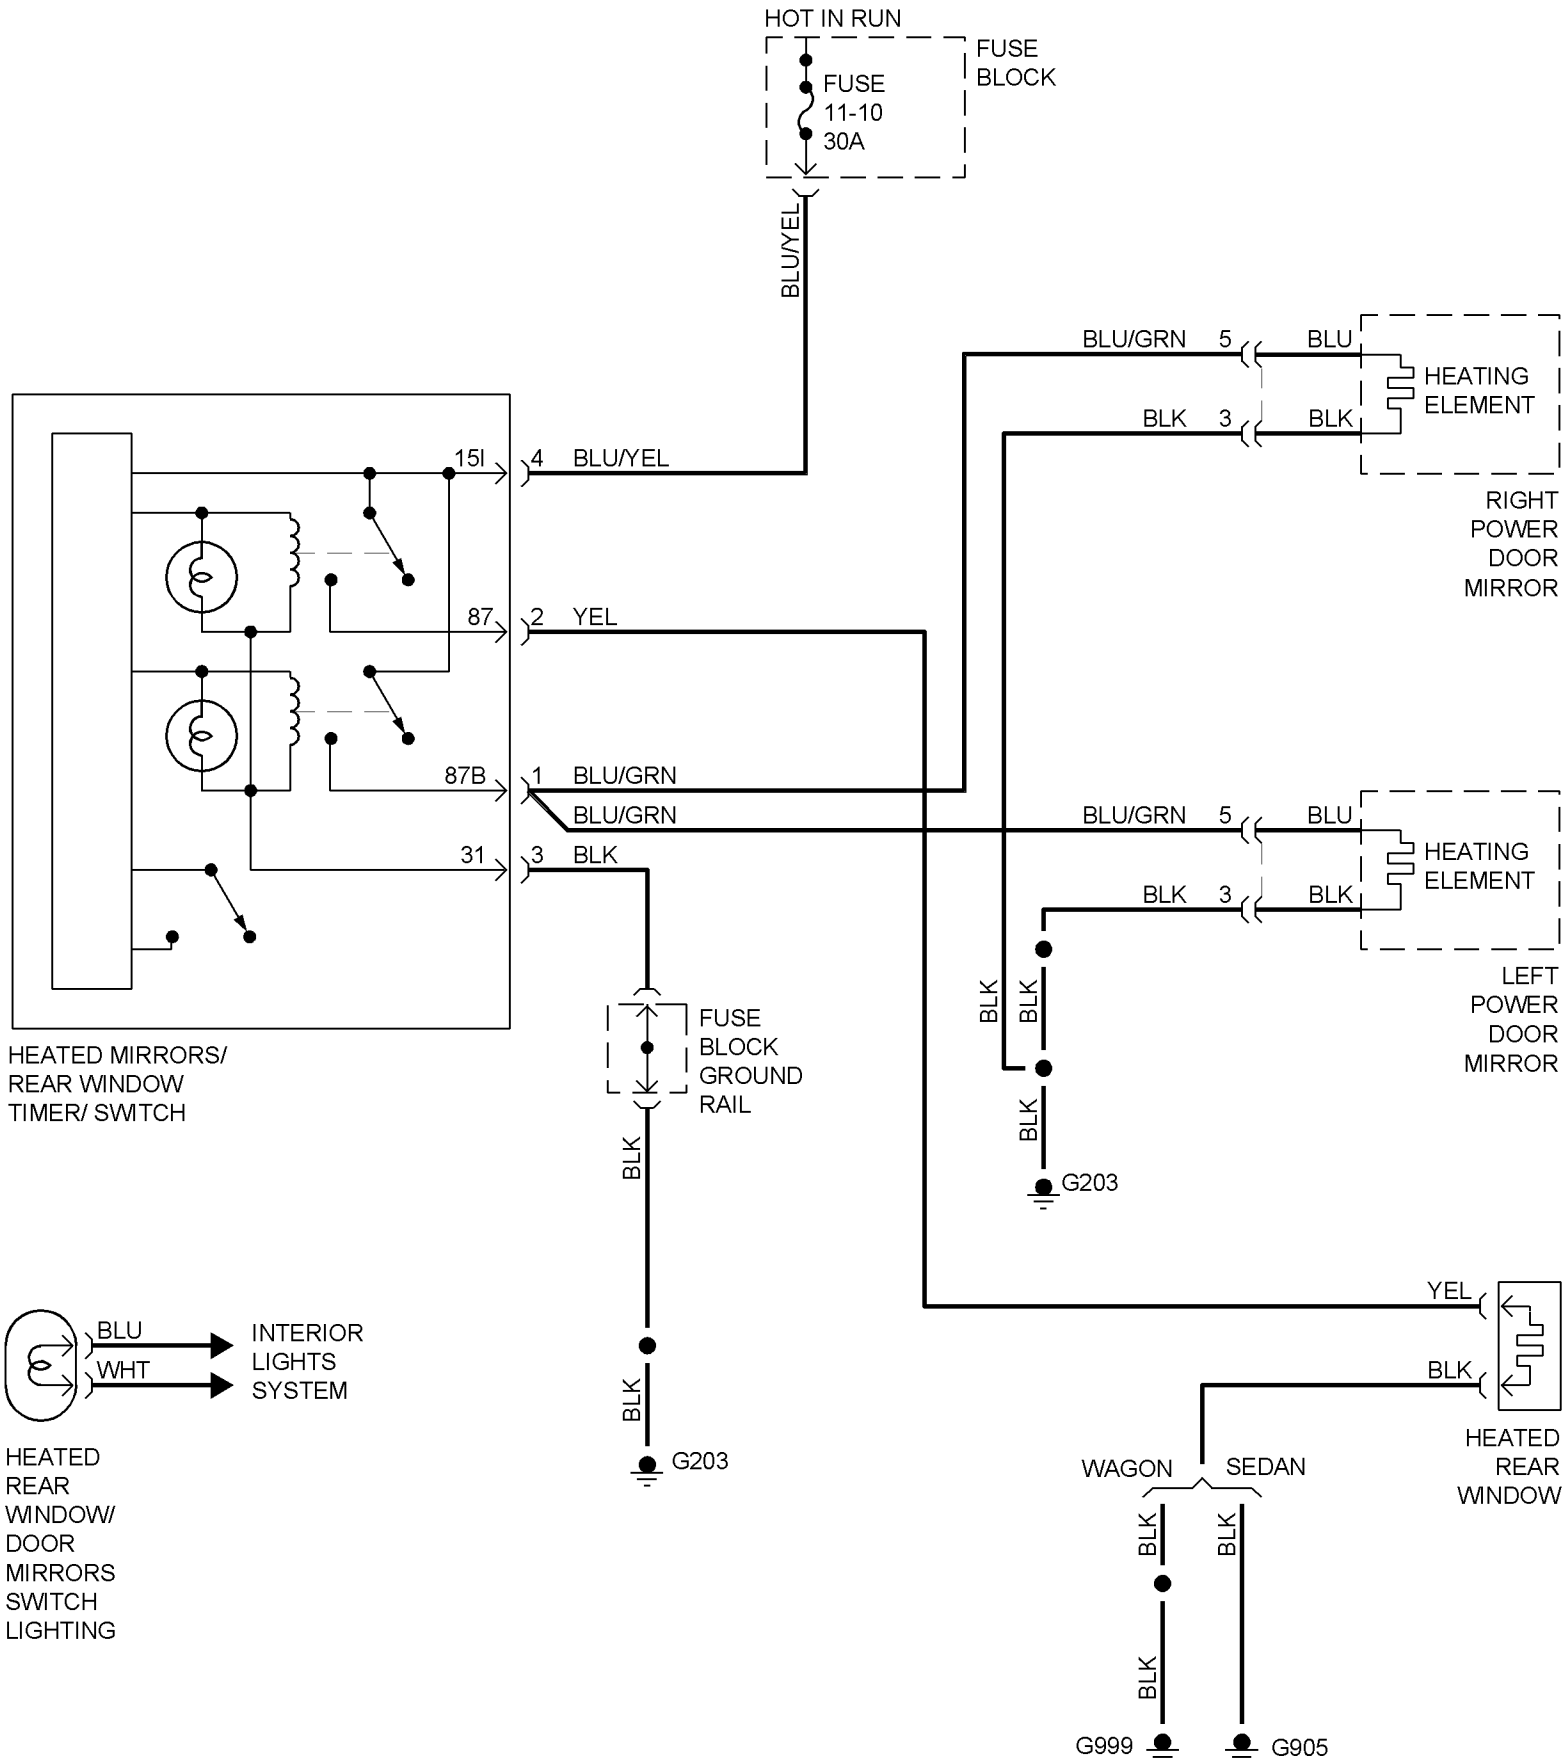 HOT IN RUN
FUSE
BLOCK
FUSE
11-10
30A
BLU/YEL
BLU/GRN 5 BLU
HEATING
ELEMENT
BLK 3 BLK
RIGHT
POWER
DOOR
MIRROR
15I 4 BLU/YEL
87 2 YEL
87B 1 BLU/GRN
BLU/GRN
31 3 BLK
BLU/GRN 5 BLU
HEATING
ELEMENT
BLK 3 BLK
LEFT
POWER
DOOR
MIRROR
BLK
BLK
BLK
G203
HEATED MIRRORS/
REAR WINDOW
TIMER/ SWITCH
FUSE
BLOCK
GROUND
RAIL
BLK
BLK
G203
BLU
WHT
INTERIOR
LIGHTS
SYSTEM
HEATED
REAR
WINDOW/
DOOR
MIRRORS
SWITCH
LIGHTING
YEL
BLK
HEATED
REAR
WINDOW
WAGON SEDAN
BLK
BLK
BLK
G999
G905